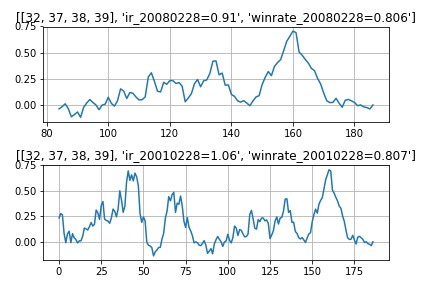 [[32, 37, 38, 39], 'ir_20080228=0.91', 'winrate_20080228=0.806']
0.75
0.50
0.25
0.00
80 100 120 140 160 180
[[32, 37, 38, 39], 'ir_20010228=1.06', 'winrate_20010228=0.807']
0.75
0.50
0.25
0.00
0 25 50 75 100 125 150 175